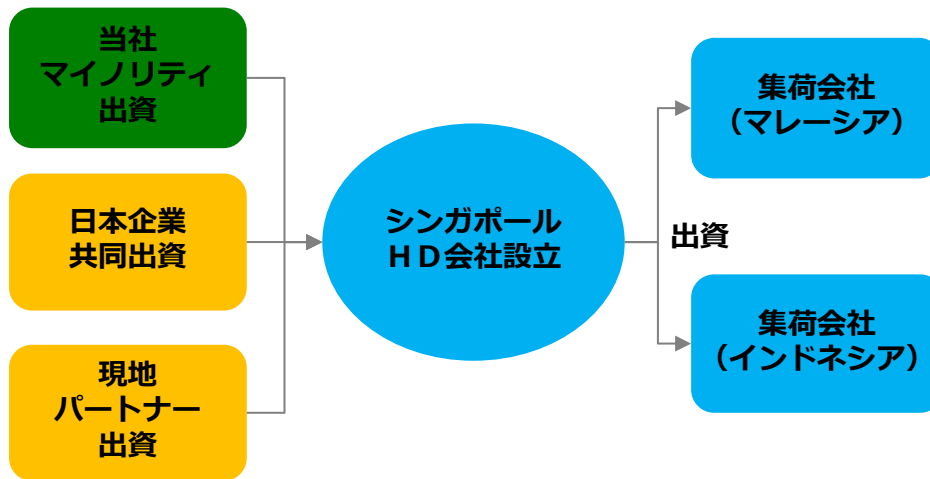 当社
マイノリティ
出資
日本企業
共同出資
現地
パートナー
出資
シンガポール
ＨＤ会社設立
出資
集荷会社
（マレーシア）
集荷会社
（インドネシア）